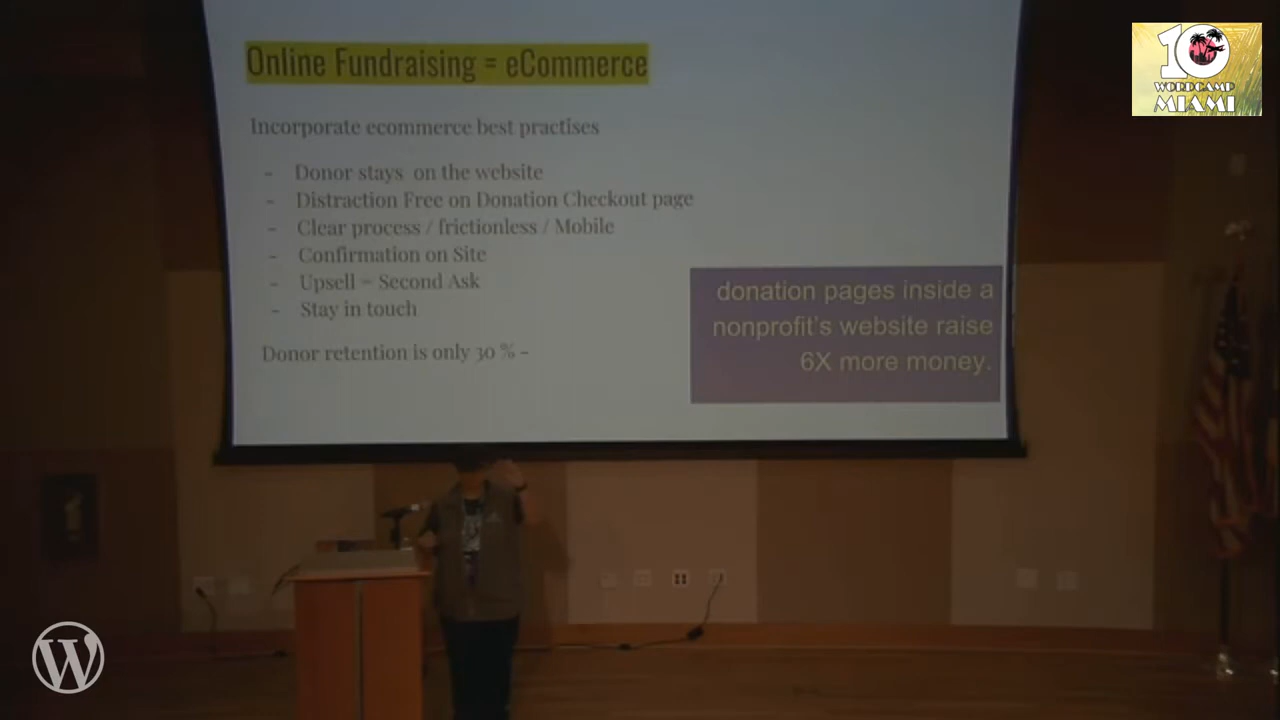 Online Fundraising = eCommerce
Incorporate ecommerce best practises
- Donor stays on the website
- Distraction Free on Donation Checkout page
- Clear process / frictionless / Mobile
- Confirmation on Site
- Upsell – Second Ask
- Stay in touch
Donor retention is only 30 % –
donation pages inside a
nonprofit's website raise
6X more money.
10
WORDCAMP
MIAMI
W